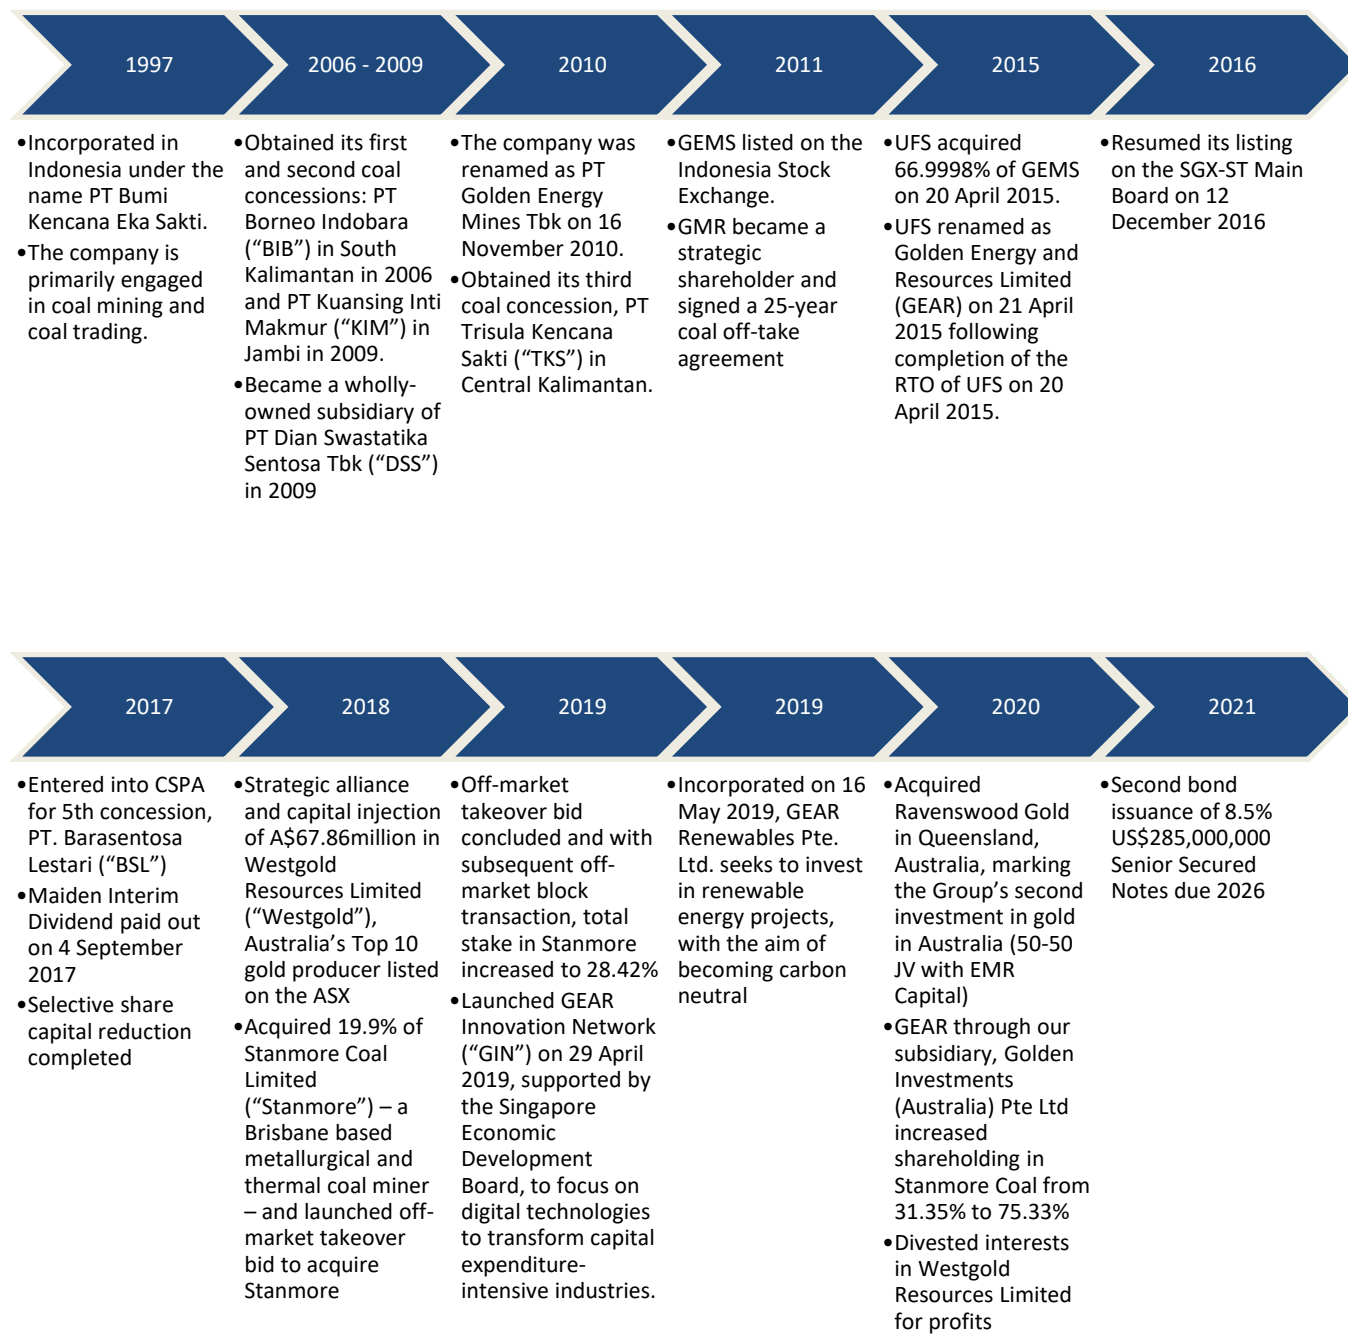 1997
•Incorporated in
Indonesia under the
name PT Bumi
Kencana Eka Sakti.
•The company is
primarily engaged
in coal mining and
coal trading.
2006 - 2009
•Obtained its first
and second coal
concessions: PT
Borneo Indobara
(“BIB”) in South
Kalimantan in 2006
and PT Kuansing Inti
Makmur (“KIM”) in
Jambi in 2009.
•Became a wholly-
owned subsidiary of
PT Dian Swastatika
Sentosa Tbk (“DSS”)
in 2009
2010
•The company was
renamed as PT
Golden Energy
Mines Tbk on 16
November 2010.
•Obtained its third
coal concession, PT
Trisula Kencana
Sakti (“TKS”) in
Central Kalimantan.
2011
•GEMS listed on the
Indonesia Stock
Exchange.
•GMR became a
strategic
shareholder and
signed a 25-year
coal off-take
agreement
2015
•UFS acquired
66.9998% of GEMS
on 20 April 2015.
•UFS renamed as
Golden Energy and
Resources Limited
(GEAR) on 21 April
2015 following
completion of the
RTO of UFS on 20
April 2015.
2016
•Resumed its listing
on the SGX-ST Main
Board on 12
December 2016
2017
•Entered into CSPA
for 5th concession,
PT. Barasentosa
Lestari (“BSL”)
•Maiden Interim
Dividend paid out
on 4 September
2017
•Selective share
capital reduction
completed
2018
•Strategic alliance
and capital injection
of A$67.86million in
Westgold
Resources Limited
(“Westgold”),
Australia’s Top 10
gold producer listed
on the ASX
•Acquired 19.9% of
Stanmore Coal
Limited
(“Stanmore”) – a
Brisbane based
metallurgical and
thermal coal miner
– and launched off-
market takeover
bid to acquire
Stanmore
2019
•Off-market
takeover bid
concluded and with
subsequent off-
market block
transaction, total
stake in Stanmore
increased to 28.42%
•Launched GEAR
Innovation Network
(“GIN”) on 29 April
2019, supported by
the Singapore
Economic
Development
Board, to focus on
digital technologies
to transform capital
expenditure-
intensive industries.
2019
•Incorporated on 16
May 2019, GEAR
Renewables Pte.
Ltd. seeks to invest
in renewable
energy projects,
with the aim of
becoming carbon
neutral
2020
•Acquired
Ravenswood Gold
in Queensland,
Australia, marking
the Group’s second
investment in gold
in Australia (50-50
JV with EMR
Capital)
•GEAR through our
subsidiary, Golden
Investments
(Australia) Pte Ltd
increased
shareholding in
Stanmore Coal from
31.35% to 75.33%
•Divested interests
in Westgold
Resources Limited
for profits
2021
•Second bond
issuance of 8.5%
US$285,000,000
Senior Secured
Notes due 2026